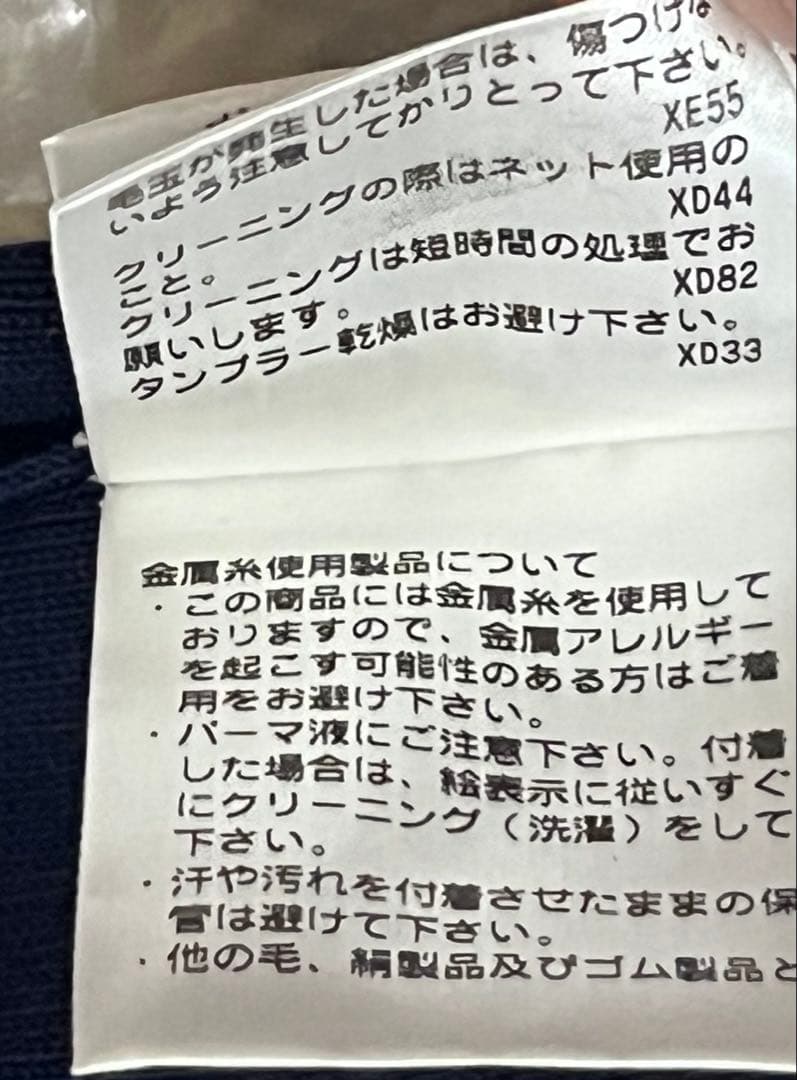 毛玉が発生した場合は、傷つけな
いよう注意してかりとって下さい。
XE55
クリーニングの際はネット使用の
こと。
XD44
クリーニングは短時間の処理でお
願いします。
XD82
タンブラー乾燥はお避け下さい。
XD33
金属糸使用製品について
・この商品には金属糸を使用して
おりますので、金属アレルギー
を起こす可能性のある方はご着
用をお避け下さい。
・パーマ液にご注意下さい。付着
した場合は、絵表示に従いすぐ
にクリーニング(洗濯)をして
下さい。
・汗や汚れを付着させたままの保
管は避けて下さい。
・他の毛、絹製品及びゴム製品と